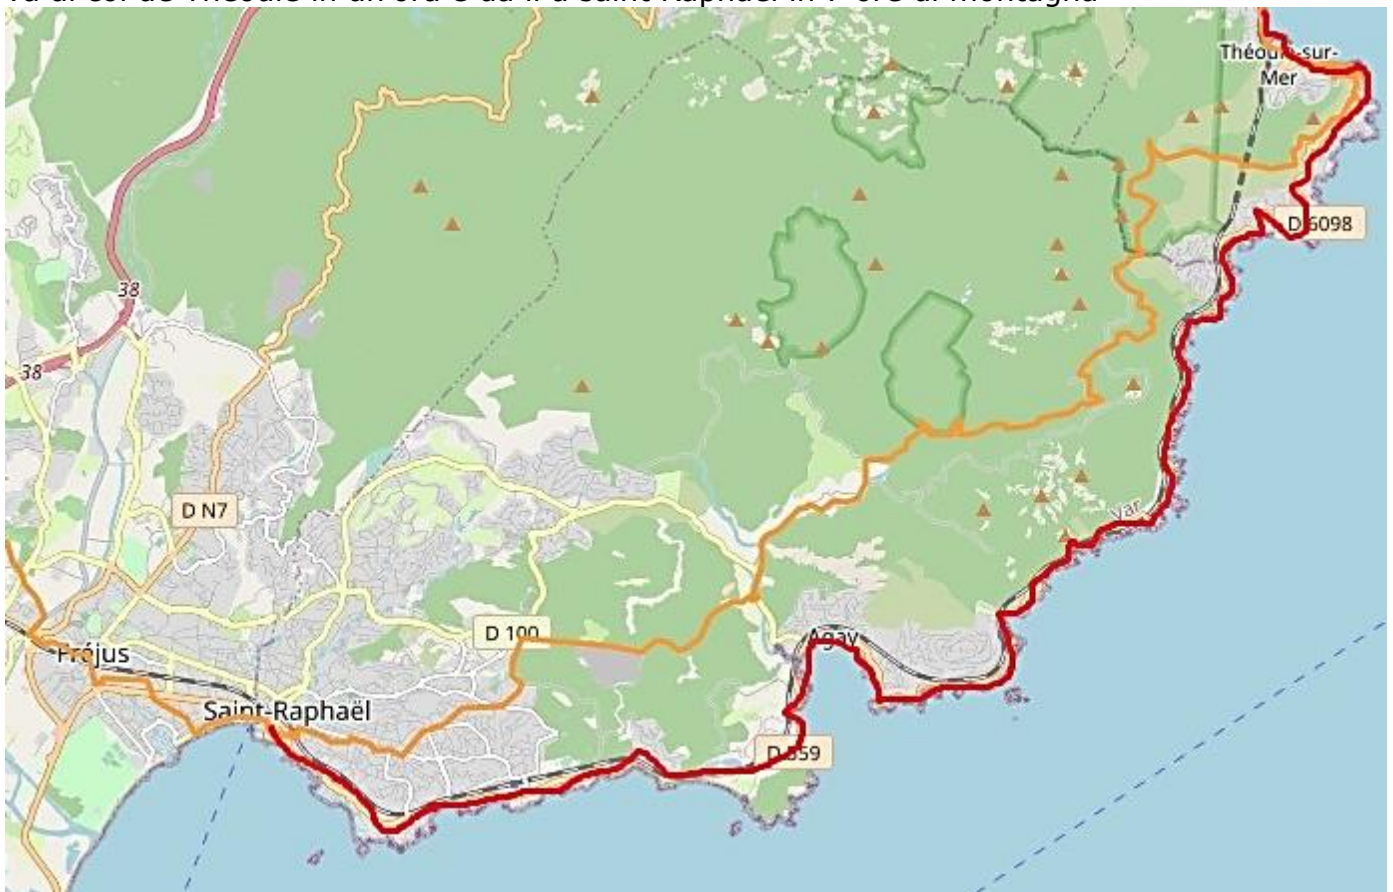 Théoule-sur-
Mer
D 6098
38
38
D N7
Var
D 100
Agay
Fréjus
Saint-Raphaël
D 559